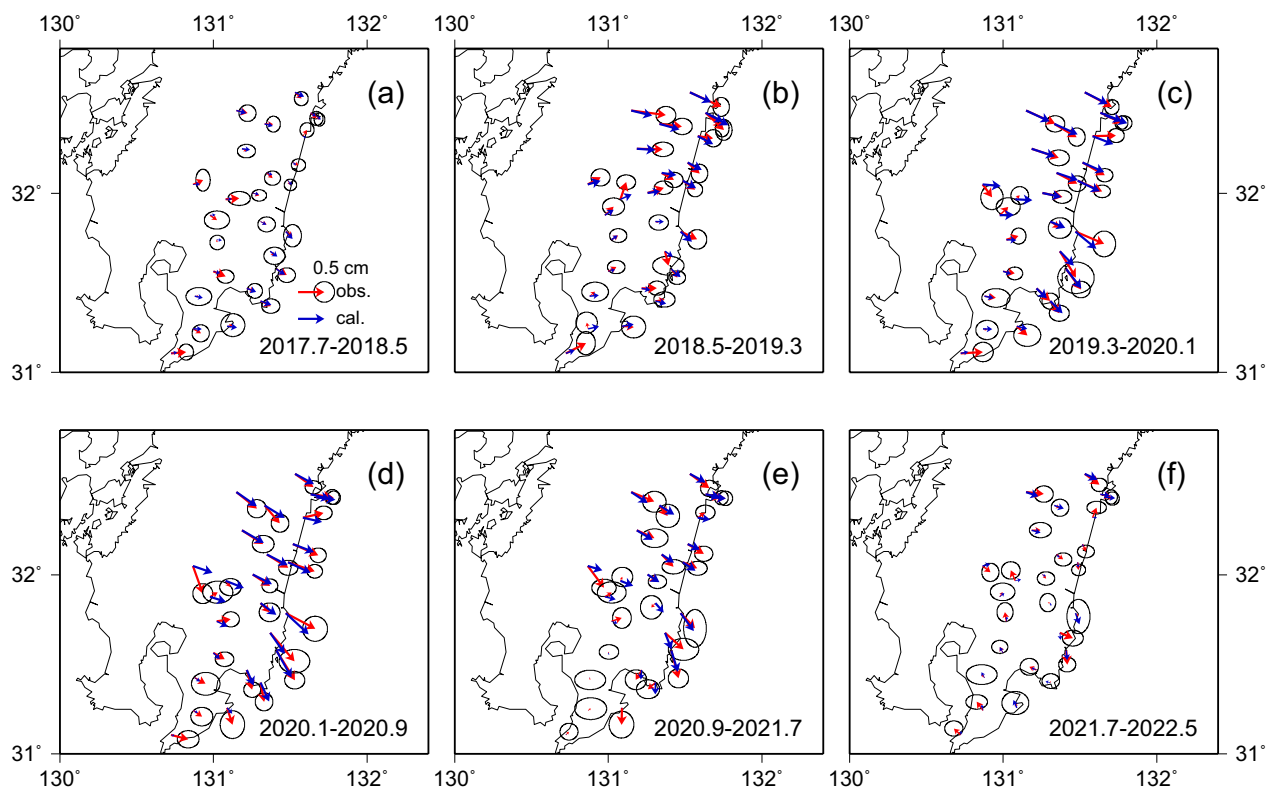 130˚ 131˚ 132˚ 130˚ 131˚ 132˚ 130˚ 131˚ 132˚
(a) (b) (c)
32˚ 32˚
0.5 cm
obs.
cal.
2017.7-2018.5 2018.5-2019.3 2019.3-2020.1
31˚ 31˚
(d) (e) (f)
32˚ 32˚
2020.1-2020.9 2020.9-2021.7 2021.7-2022.5
31˚ 31˚
130˚ 131˚ 132˚ 130˚ 131˚ 132˚ 130˚ 131˚ 132˚